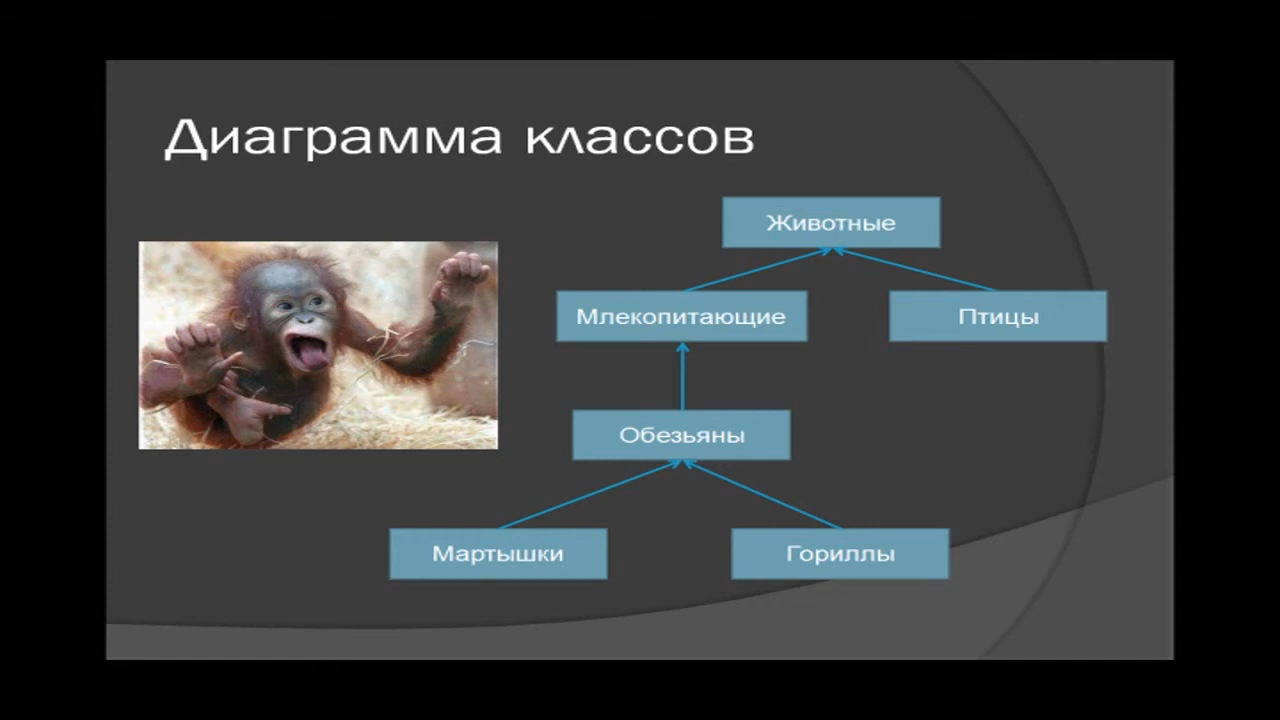 Диаграмма классов
Животные
Млекопитающие
Птицы
Обезьяны
Мартышки
Гориллы